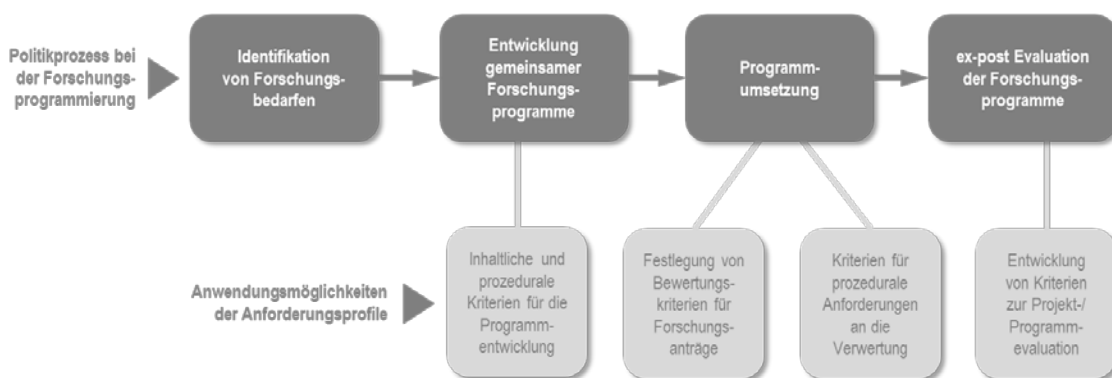 Politikprozess bei
der Forschungs-
programmierung
Identifikation
von Forschungs-
bedarfen
Entwicklung
gemeinsamer
Forschungs-
programme
Programm-
umsetzung
ex-post Evaluation
der Forschungs-
programme
Anwendungsmöglichkeiten
der Anforderungsprofile
Inhaltliche und
prozedurale
Kriterien für die
Programm-
entwicklung
Festlegung von
Bewertungs-
kriterien für
Forschungs-
anträge
Kriterien für
prozedurale
Anforderungen
an die
Verwertung
Entwicklung
von Kriterien
zur Projekt-/
Programm-
evaluation